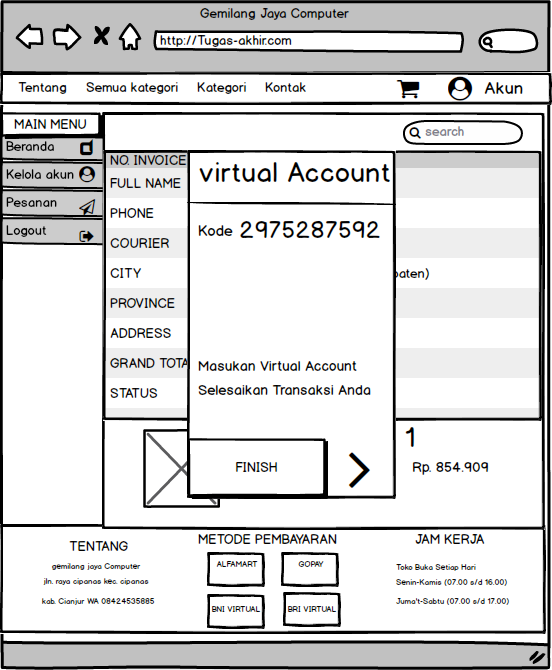 Gemilang Jaya Computer
http://Tugas-akhir.com
Tentang Semua kategori Kategori Kontak Akun
MAIN MENU
Beranda
Kelola akun
Pesanan
Logout
search
NO. INVOICE
FULL NAME
PHONE
COURIER
CITY
PROVINCE
ADDRESS
GRAND TOTA
STATUS
paten)
virtual Account
Kode 2975287592
Masukan Virtual Account
Selesaikan Transaksi Anda
FINISH
1
Rp. 854.909
TENTANG
gemilang jaya Computer
jln. raya cipanas kec. cipanas
kab. Cianjur WA 08424535885
METODE PEMBAYARAN
ALFAMART GOPAY
BNI VIRTUAL BRI VIRTUAL
JAM KERJA
Toko Buka Setiap Hari
Senin-Kamis (07.00 s/d 16.00)
Juma't-Sabtu (07.00 s/d 17.00)